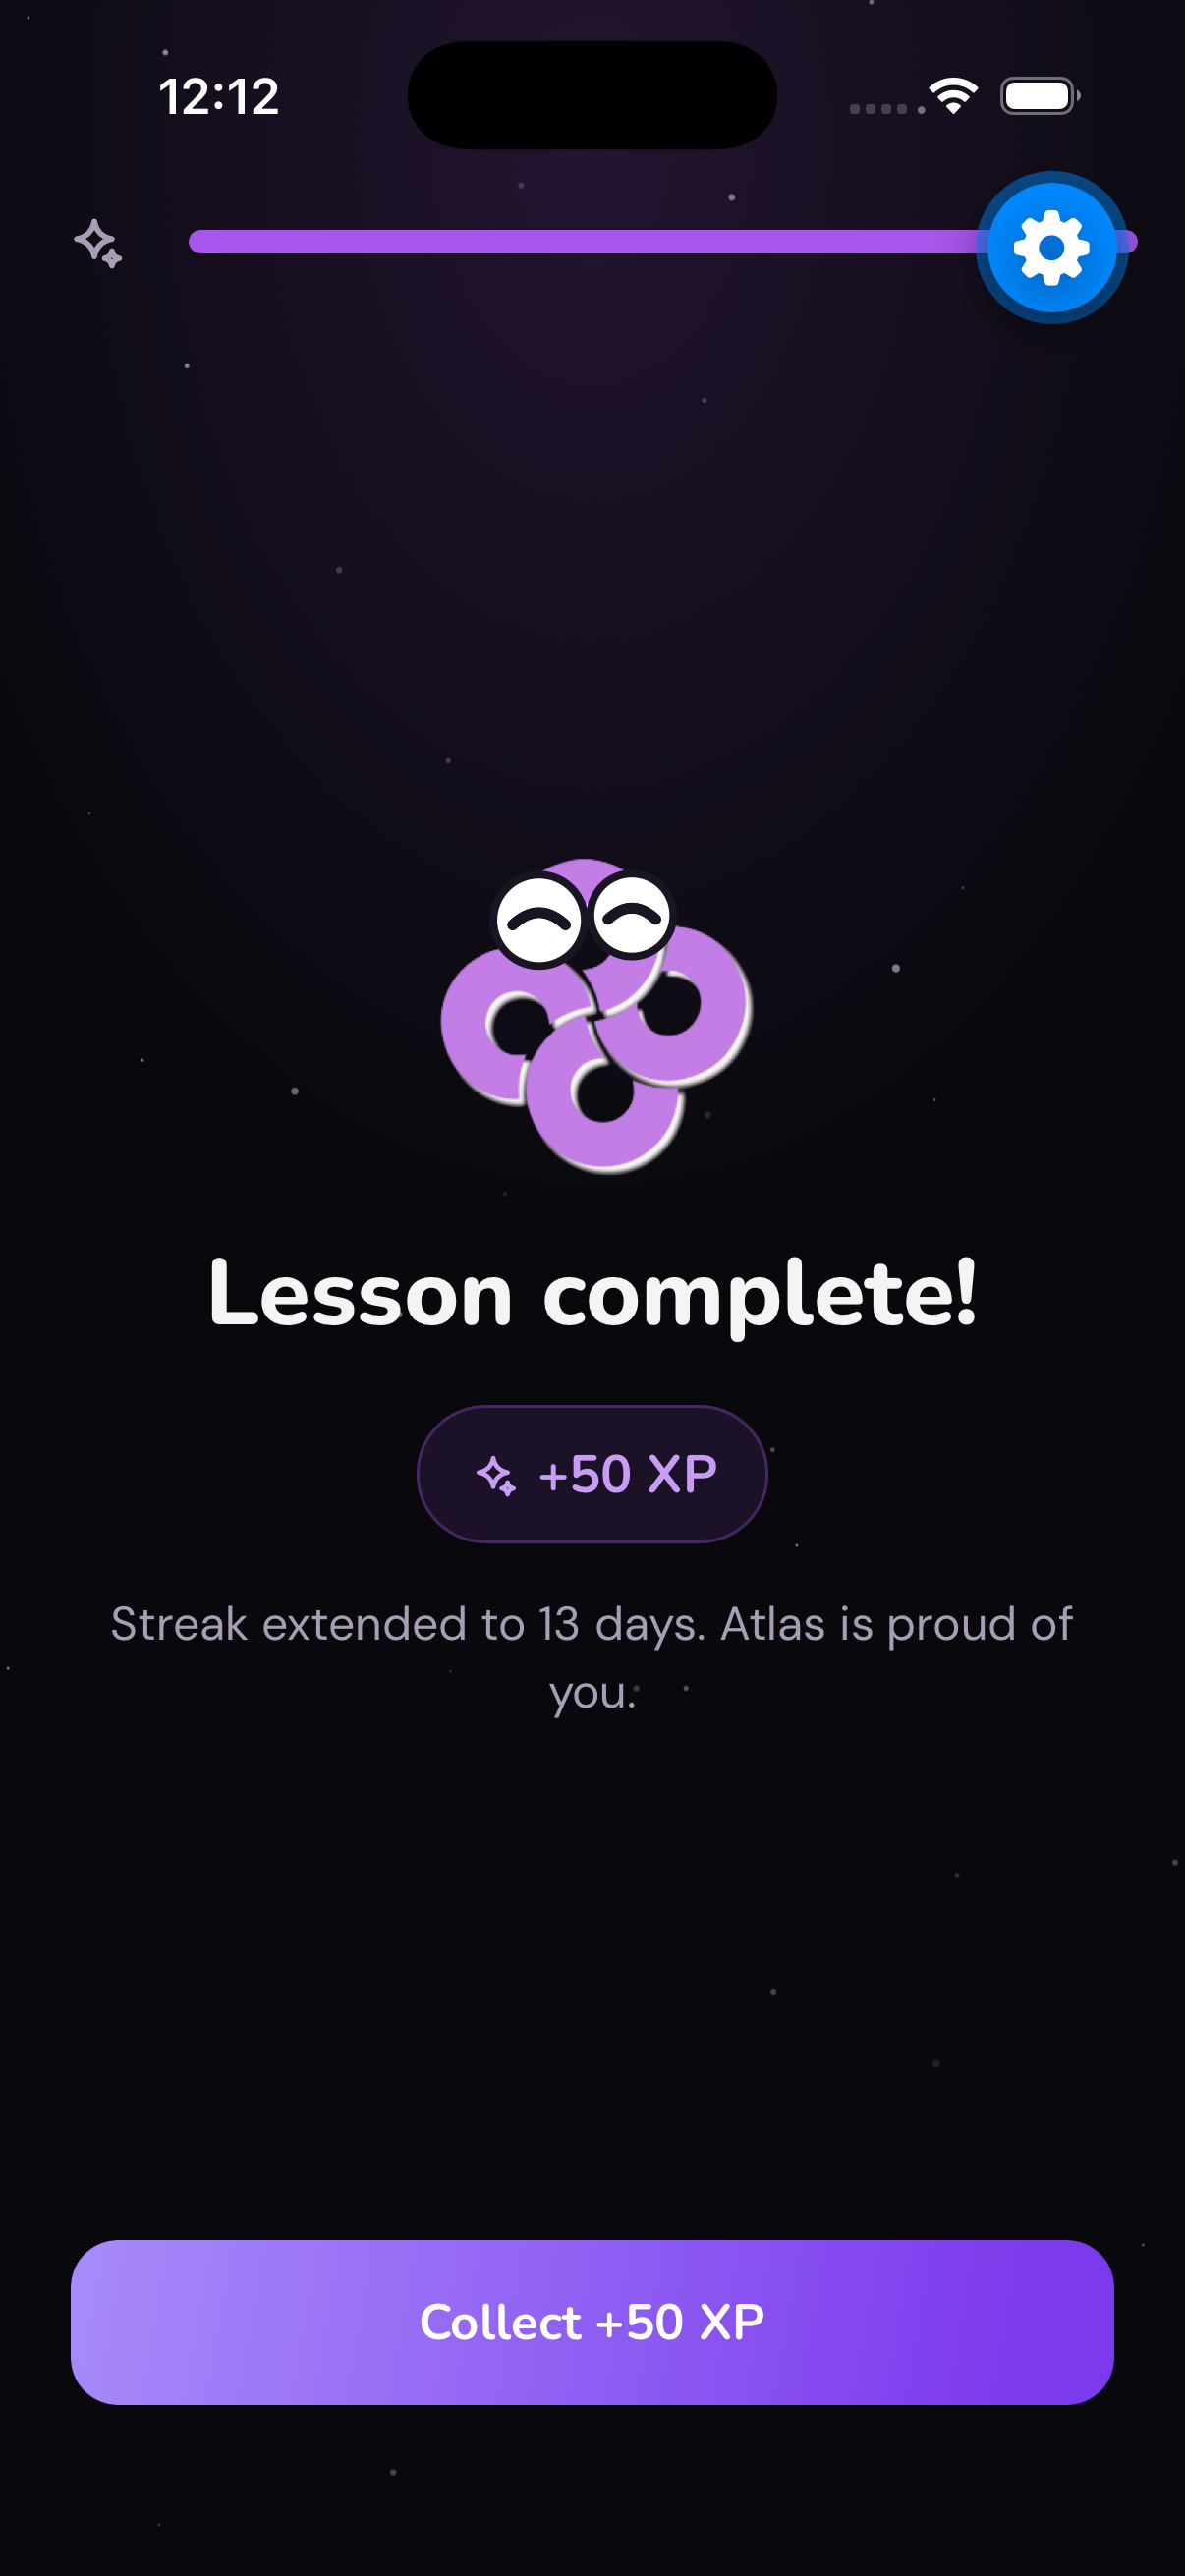 12:12
Lesson complete!
+50 XP
Streak extended to 13 days. Atlas is proud of
you.
Collect +50 XP